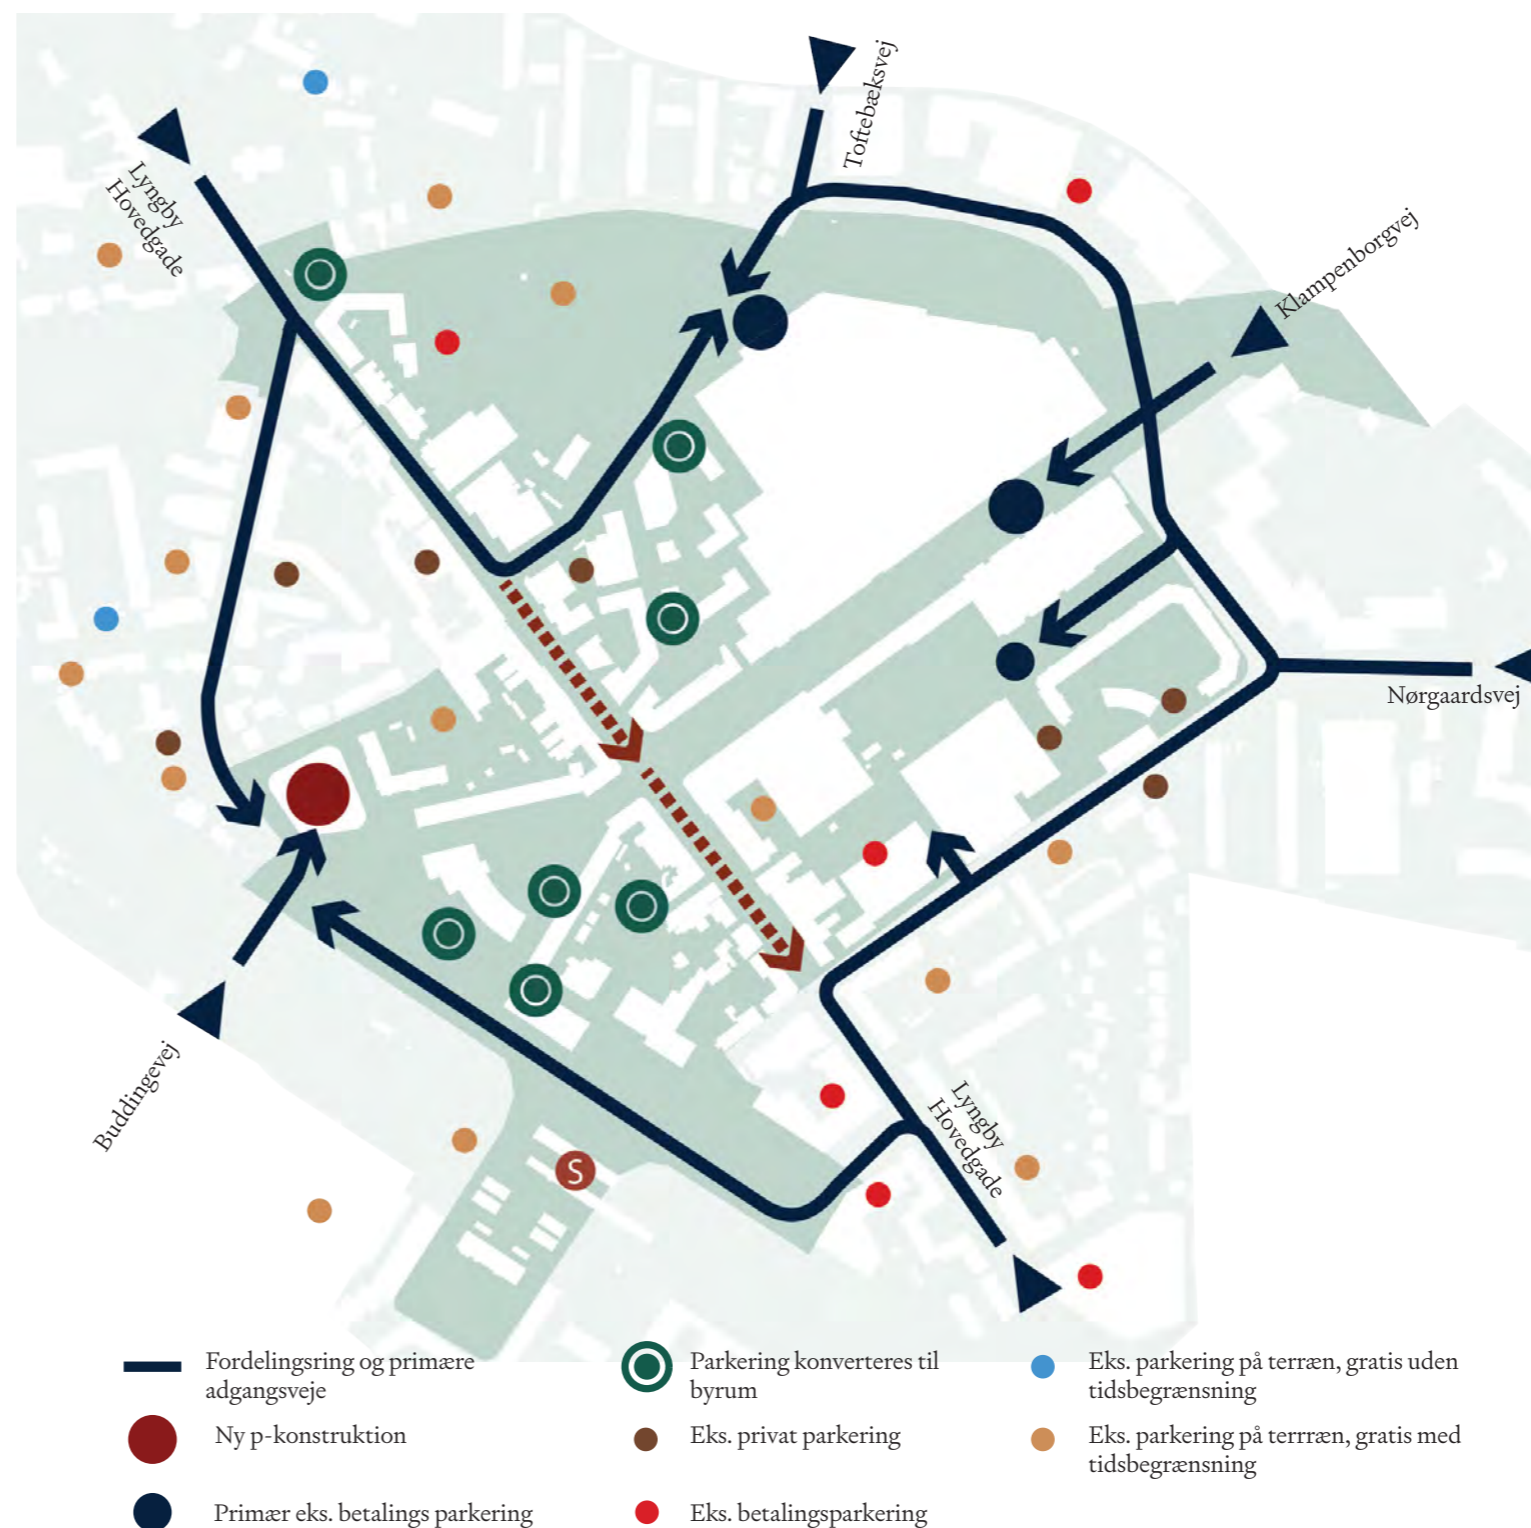 Toftebæksvej
Lyngby
Hovedgade
Klampenborgvej
Nørgaardsvej
Buddingevej
Lyngby
Hovedgade
S
Fordelingsring og primære
adgangsveje
Ny p-konstruktion
Primær eks. betalings parkering
Parkering konverteres til
byrum
Eks. privat parkering
Eks. betalingsparkering
Eks. parkering på terræn, gratis uden
tidsbegrænsning
Eks. parkering på terrræn, gratis med
tidsbegrænsning